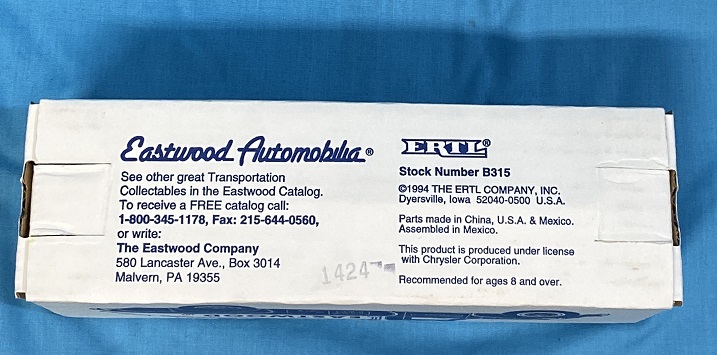 Eastwood Automobilia®
See other great Transportation
Collectables in the Eastwood Catalog.
To receive a FREE catalog call:
1-800-345-1178, Fax: 215-644-0560,
or write:
The Eastwood Company
580 Lancaster Ave., Box 3014
Malvern, PA 19355
1424
ERTL®
Stock Number B315
©1994 THE ERTL COMPANY, INC.
Dyersville, Iowa 52040-0500 U.S.A.
Parts made in China, U.S.A. & Mexico.
Assembled in Mexico.
This product is produced under license
with Chrysler Corporation.
Recommended for ages 8 and over.
EASTWOOD